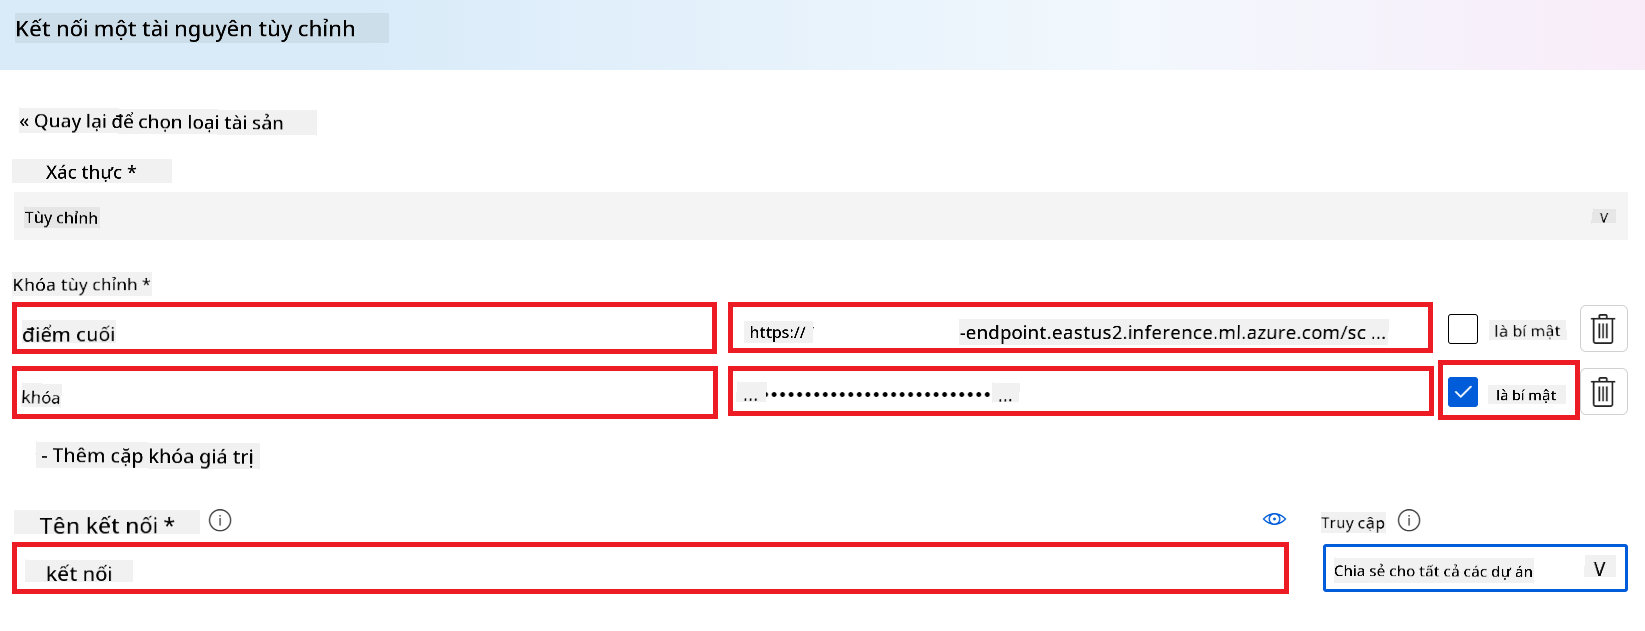 Kết nối một tài nguyên tùy chỉnh
« Quay lại để chọn loại tài sản
Xác thực *
Tùy chỉnh V
Khóa tùy chỉnh *
điểm cuối https:// -endpoint.eastus2.inference.ml.azure.com/sc ... là bí mật
khóa ... •••••••••••••••••••••••••••• ... là bí mật
- Thêm cặp khóa giá trị
Tên kết nối * Truy cập
kết nối Chia sẻ cho tất cả các dự án V